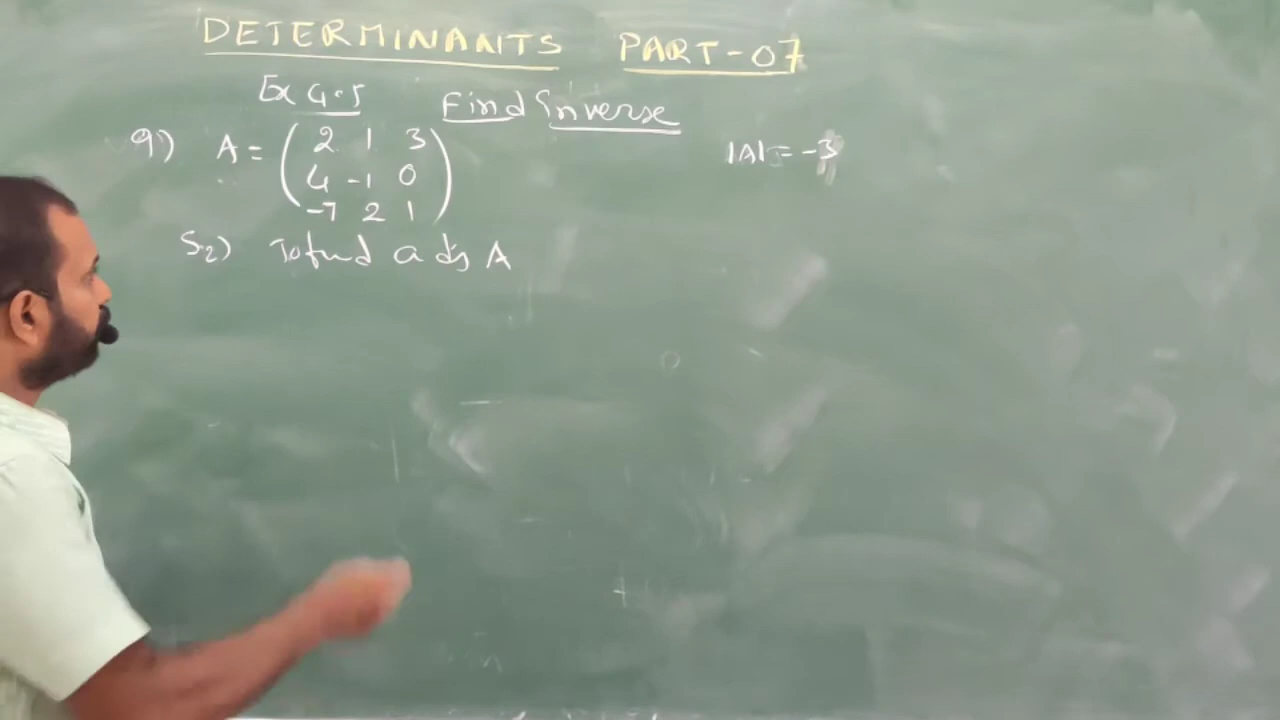 DETERMINANTS PART-07
Ex 4.5 Find Inverse
9) A = ( 2 1 3
4 -1 0
-7 2 1 )
|A| = -3
S2) To find adj A